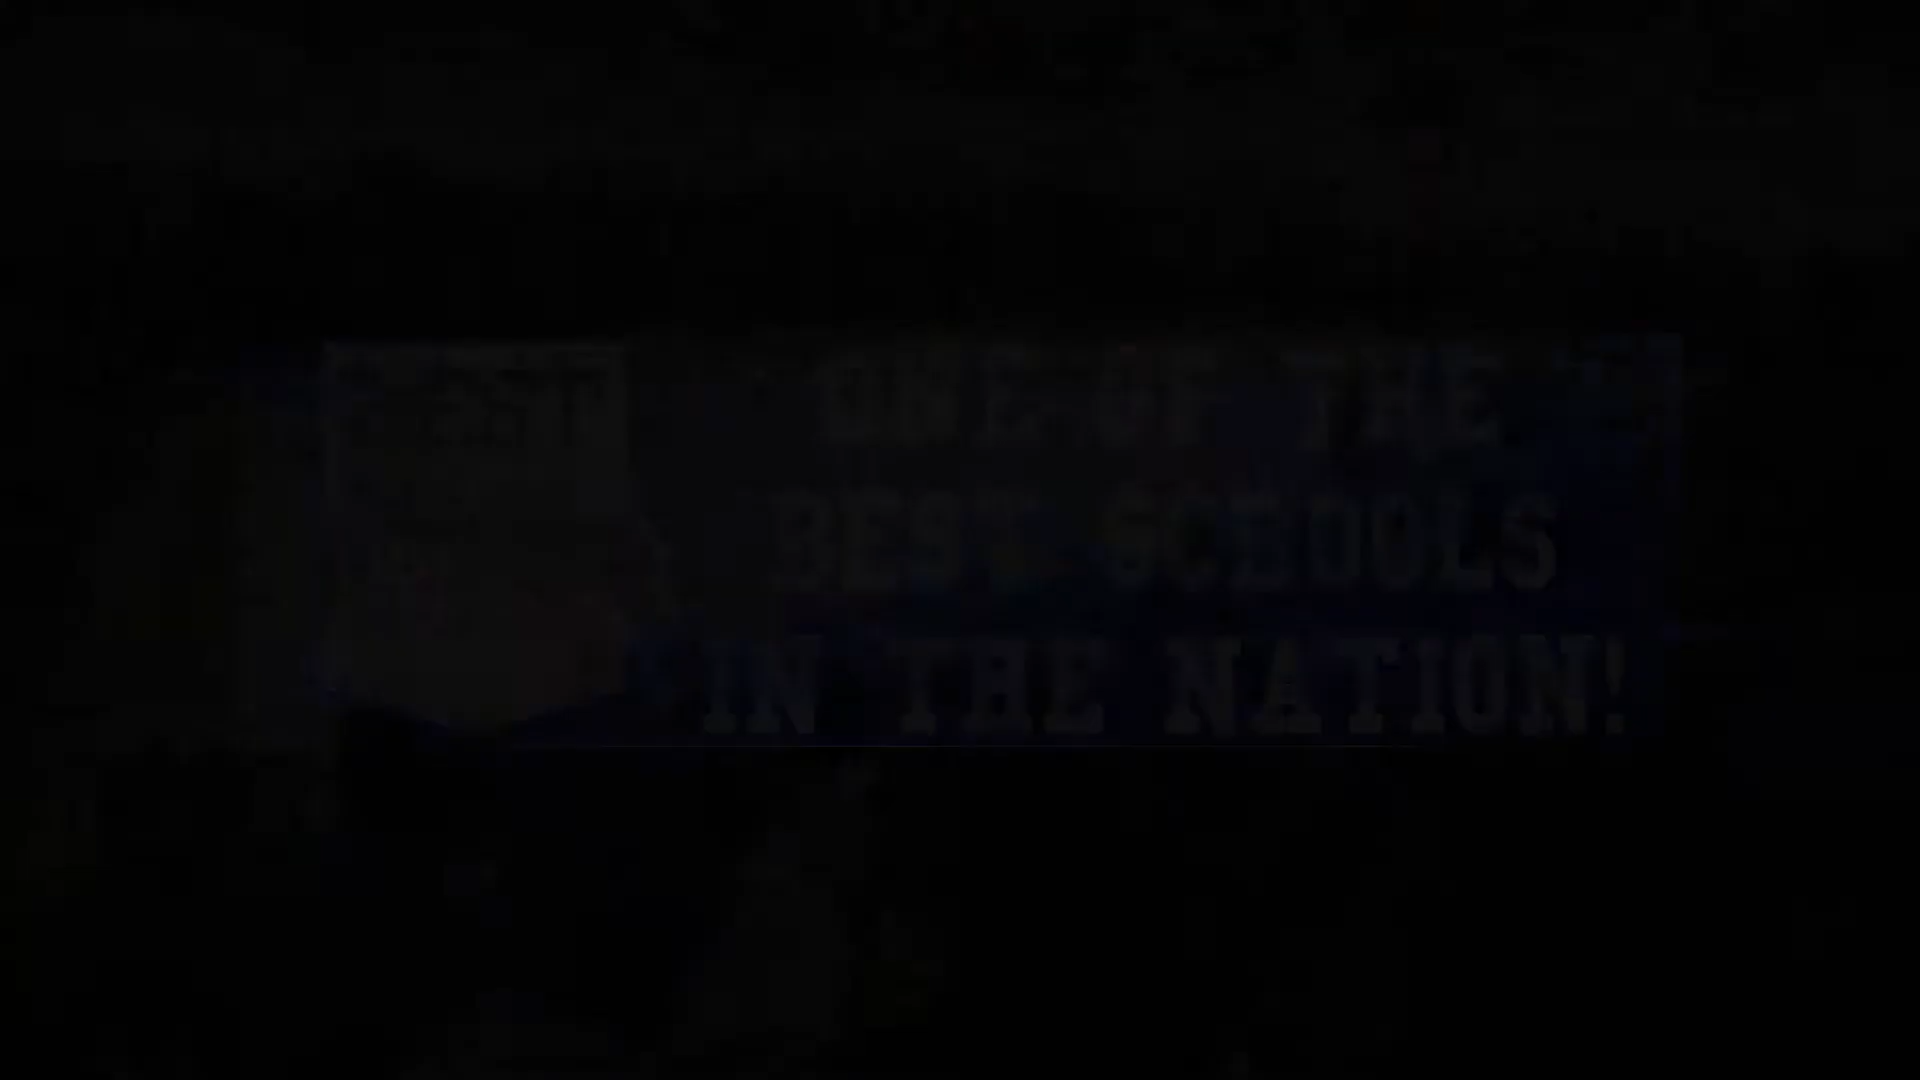 ONE OF THE
BEST SCHOOLS
IN THE NATION!